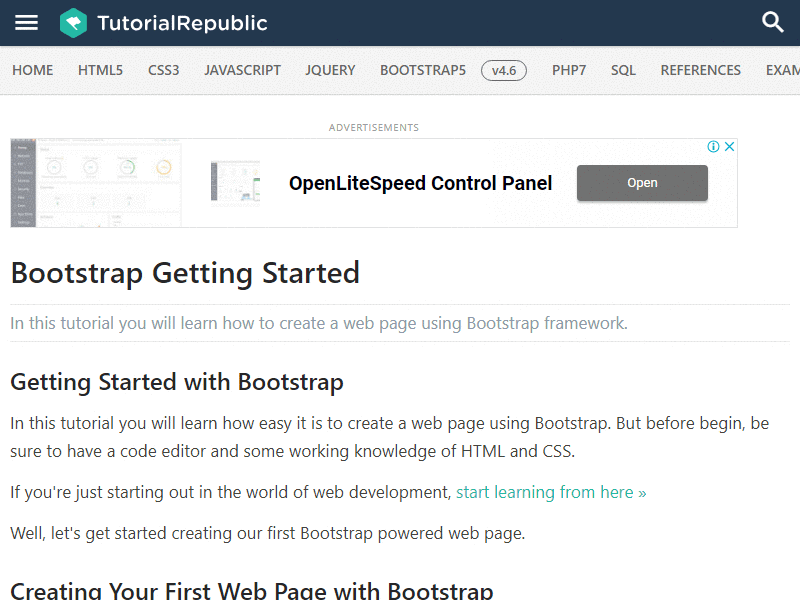 TutorialRepublic
HOME HTML5 CSS3 JAVASCRIPT JQUERY BOOTSTRAP5 v4.6 PHP7 SQL REFERENCES EXAM
ADVERTISEMENTS
OpenLiteSpeed Control Panel
Open
Bootstrap Getting Started
In this tutorial you will learn how to create a web page using Bootstrap framework.
Getting Started with Bootstrap
In this tutorial you will learn how easy it is to create a web page using Bootstrap. But before begin, be
sure to have a code editor and some working knowledge of HTML and CSS.
If you're just starting out in the world of web development, start learning from here »
Well, let's get started creating our first Bootstrap powered web page.
Creating Your First Web Page with Bootstrap